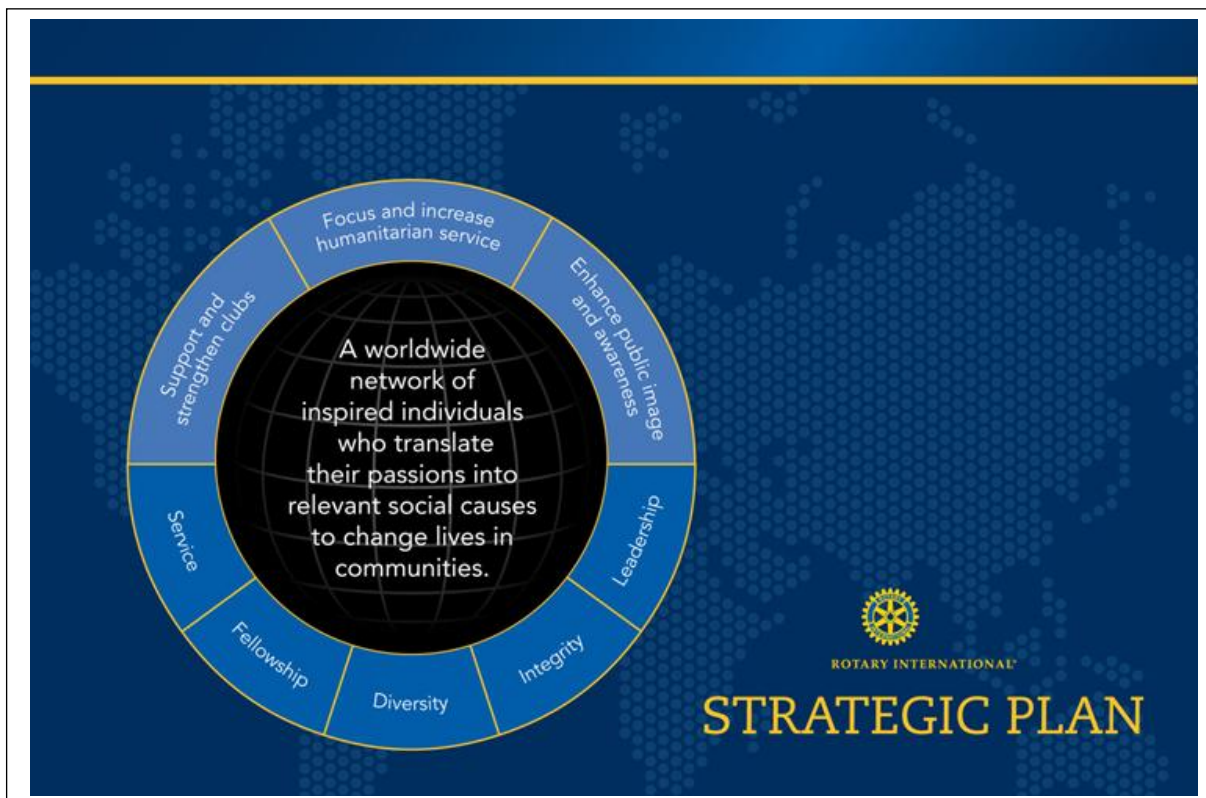 Focus and increase
humanitarian service
Support and
strengthen clubs
Enhance public image
and awareness
A worldwide
network of
inspired individuals
who translate
their passions into
relevant social causes
to change lives in
communities.
Service
Fellowship
Diversity
Integrity
Leadership
ROTARY INTERNATIONAL®
STRATEGIC PLAN